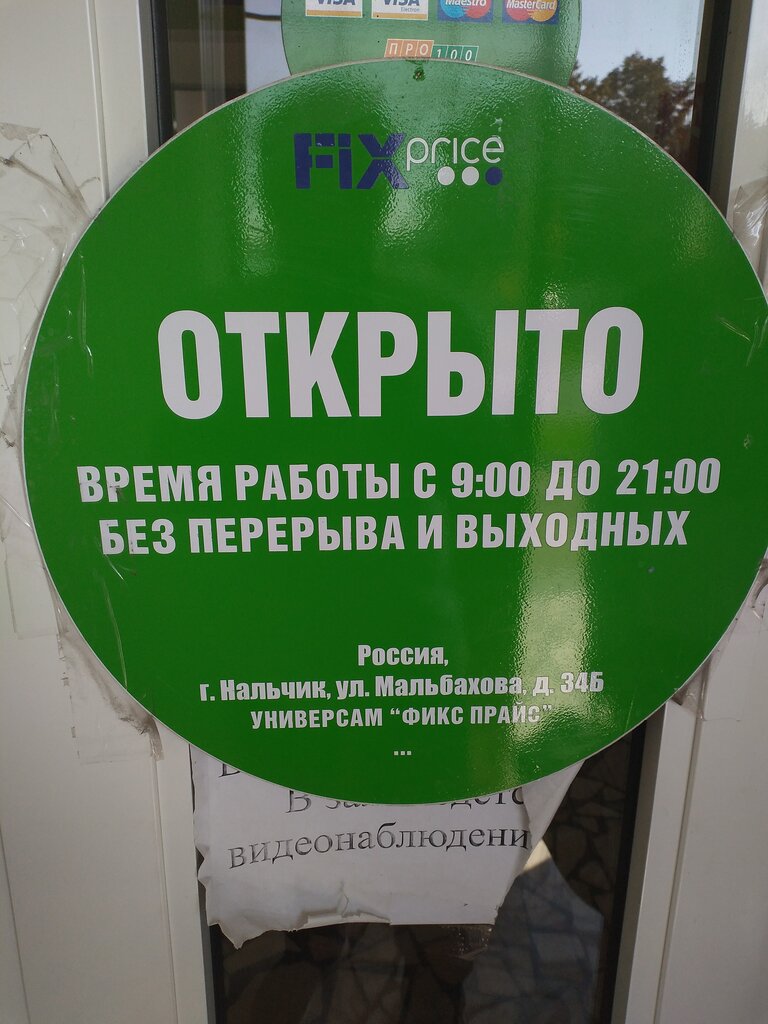 VISA VISA Maestro MasterCard
Electron
ПРО100
FiX price
ОТКРЫТО
ВРЕМЯ РАБОТЫ С 9:00 ДО 21:00
БЕЗ ПЕРЕРЫВА И ВЫХОДНЫХ
Россия,
г. Нальчик, ул. Мальбахова, д. 34Б
УНИВЕРСАМ “ФИКС ПРАЙС”
...
В
видеонаблюдени